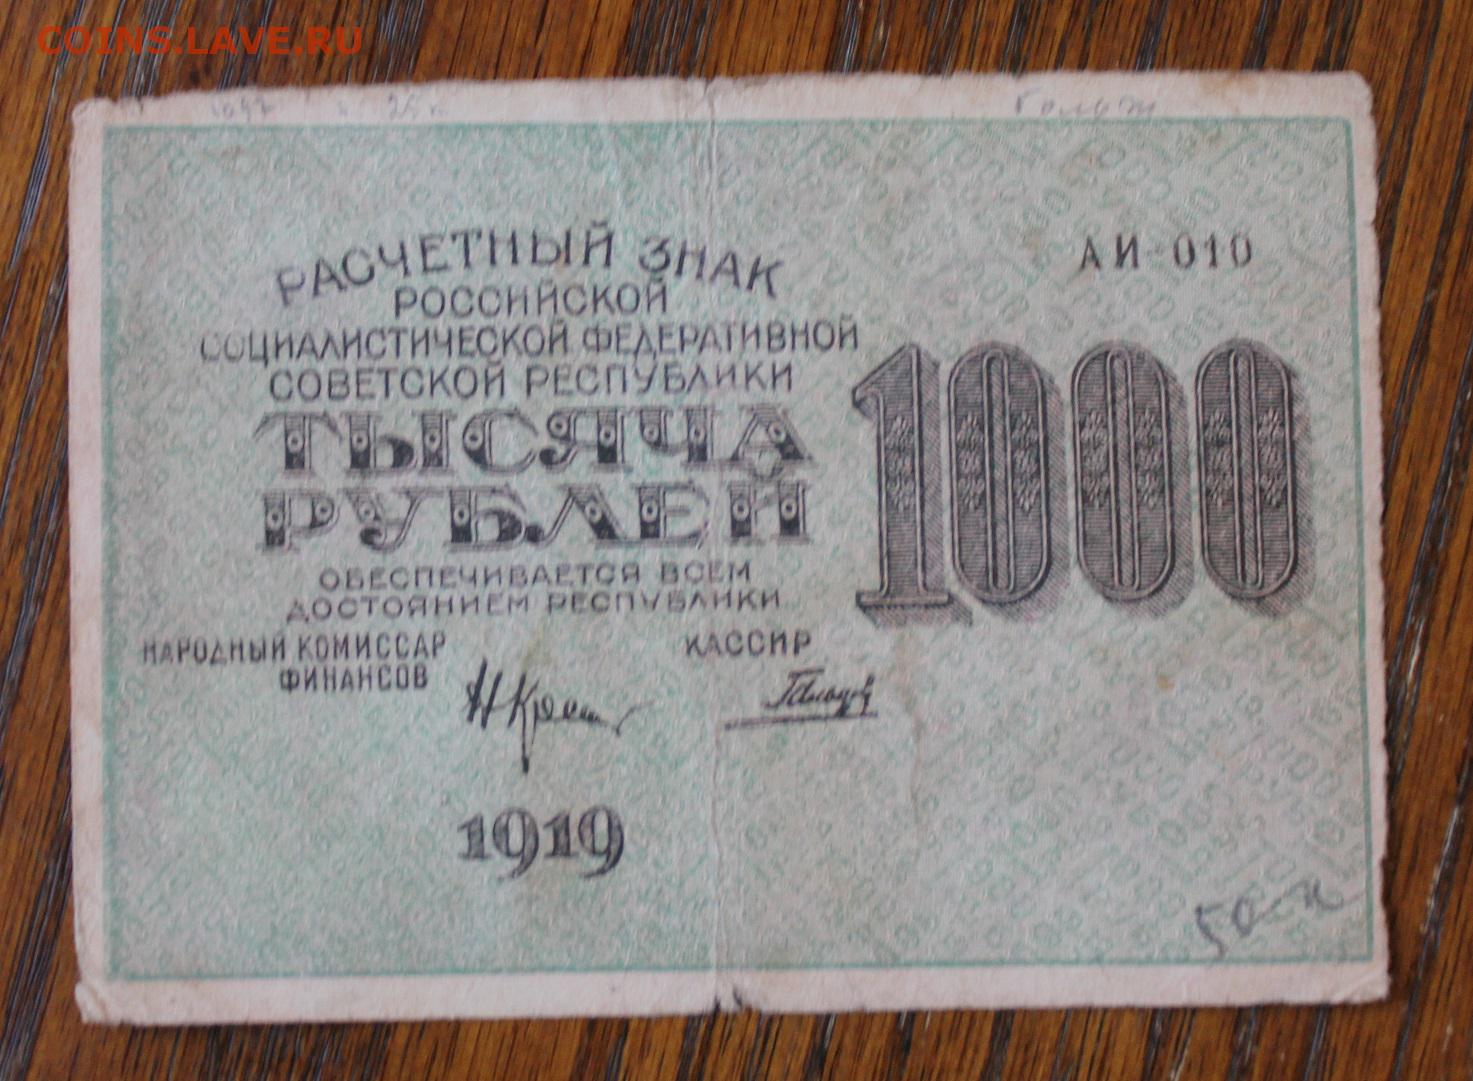 COINS.LAVE.RU
РАСЧЕТНЫЙ ЗНАК
РОССИЙСКОЙ
СОЦИАЛИСТИЧЕСКОЙ ФЕДЕРАТИВНОЙ
СОВЕТСКОЙ РЕСПУБЛИКИ
ТЫСЯЧА
РУБЛЕЙ
ОБЕСПЕЧИВАЕТСЯ ВСЕМ
ДОСТОЯНИЕМ РЕСПУБЛИКИ
НАРОДНЫЙ КОМИССАР
ФИНАНСОВ
КАССИР
1919
АИ-010
1000
50-к